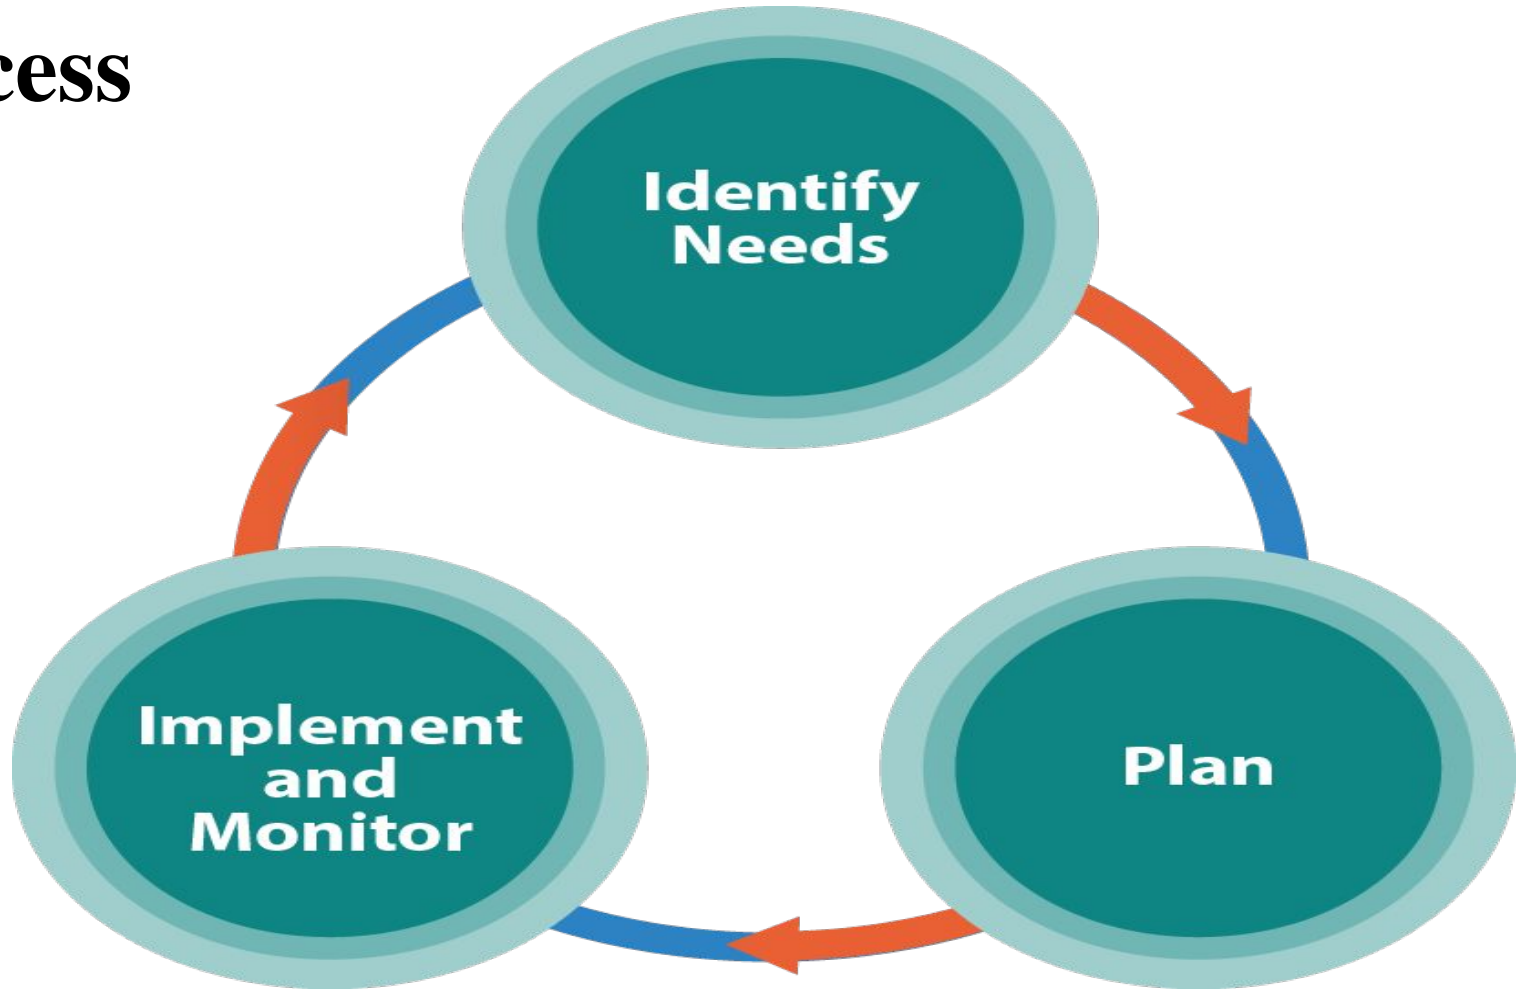 cess
Identify
Needs
Implement
and
Monitor
Plan